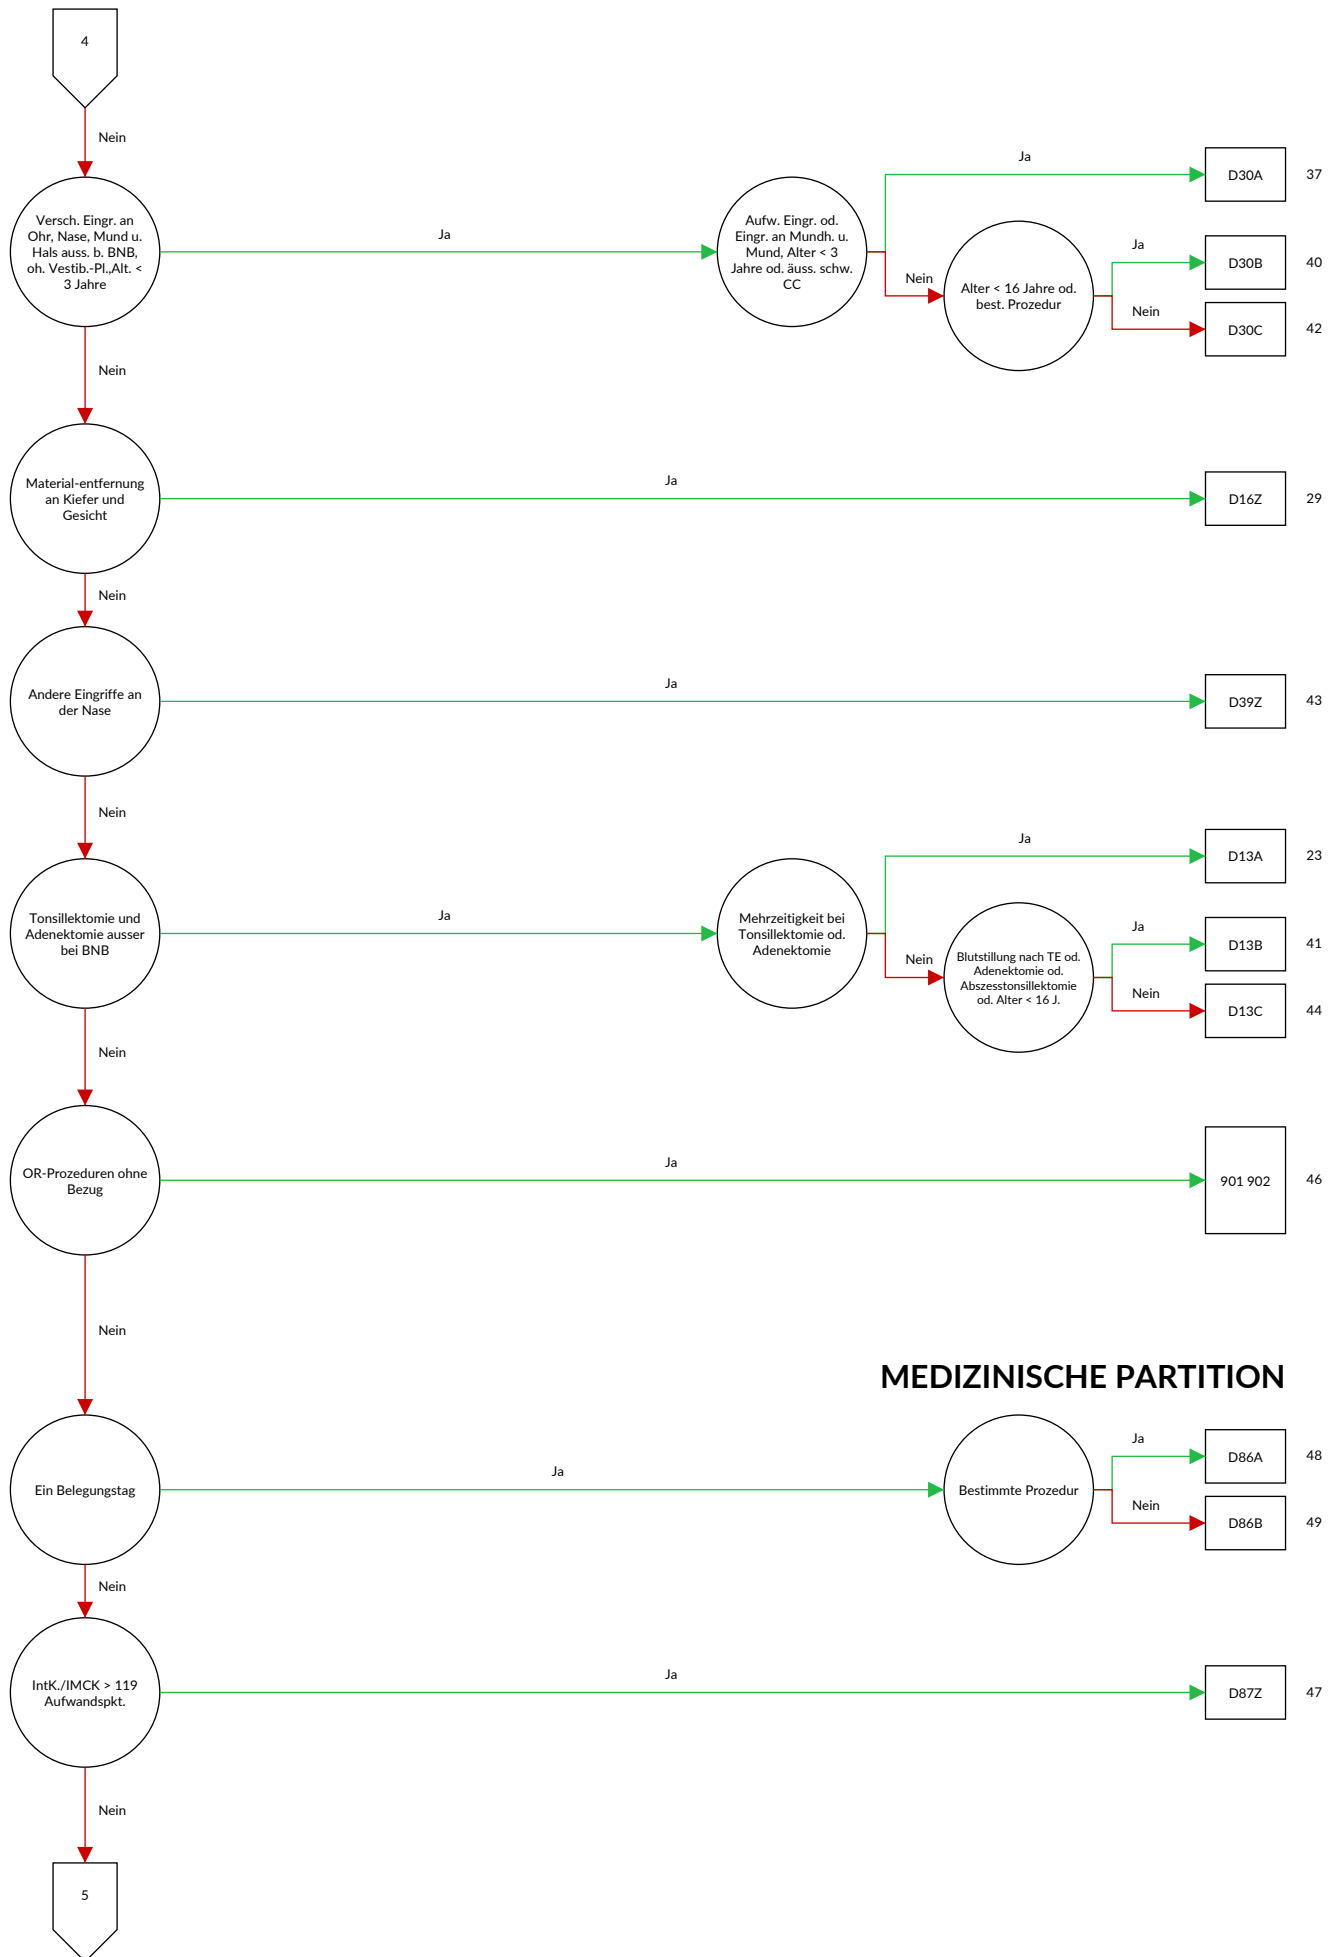 4
Nein
Versch. Eingr. an
Ohr, Nase, Mund u.
Hals auss. b. BNB,
oh. Vestib.-Pl.,Alt. <
3 Jahre
Ja
Aufw. Eingr. od.
Eingr. an Mundh. u.
Mund, Alter < 3
Jahre od. äuss. schw.
CC
Ja
D30A
37
Nein
Alter < 16 Jahre od.
best. Prozedur
Ja
D30B
40
Nein
D30C
42
Nein
Material-entfernung
an Kiefer und
Gesicht
Ja
D16Z
29
Nein
Andere Eingriffe an
der Nase
Ja
D39Z
43
Nein
Tonsillektomie und
Adenektomie ausser
bei BNB
Ja
Mehrzeitigkeit bei
Tonsillektomie od.
Adenektomie
Ja
D13A
23
Nein
Blutstillung nach TE od.
Adenektomie od.
Abszesstonsillektomie
od. Alter < 16 J.
Ja
D13B
41
Nein
D13C
44
Nein
OR-Prozeduren ohne
Bezug
Ja
901 902
46
Nein
MEDIZINISCHE PARTITION
Ein Belegungstag
Ja
Bestimmte Prozedur
Ja
D86A
48
Nein
D86B
49
Nein
IntK./IMCK > 119
Aufwandspkt.
Ja
D87Z
47
Nein
5